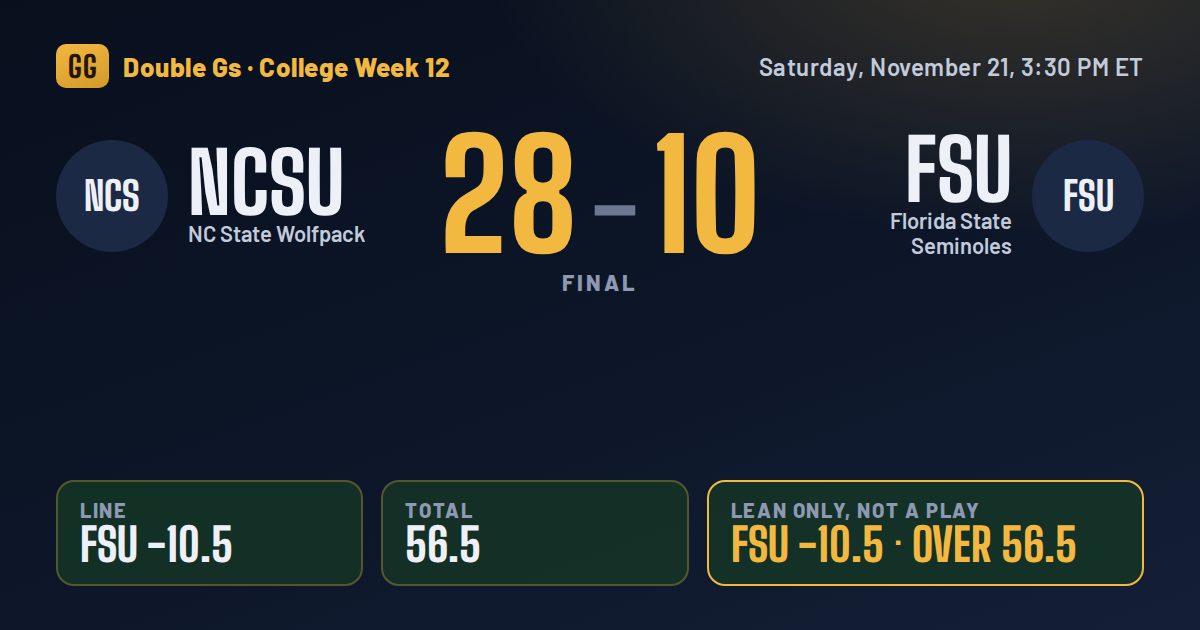 GG
Double Gs · College Week 12
Saturday, November 21, 3:30 PM ET
NCS
NCSU
NC State Wolfpack
28 – 10
FINAL
FSU
Florida State
Seminoles
FSU
LINE
FSU −10.5
TOTAL
56.5
LEAN ONLY, NOT A PLAY
FSU −10.5 · OVER 56.5